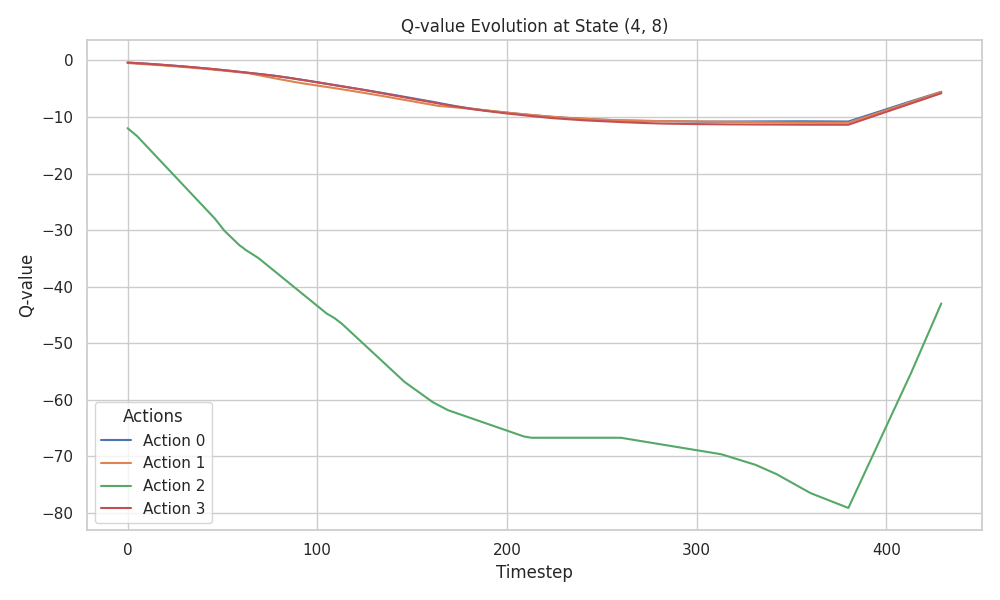 Q-value Evolution at State (4, 8)
Q-value
0
−10
−20
−30
−40
−50
−60
−70
−80
Actions
Action 0
Action 1
Action 2
Action 3
0
100
200
300
400
Timestep